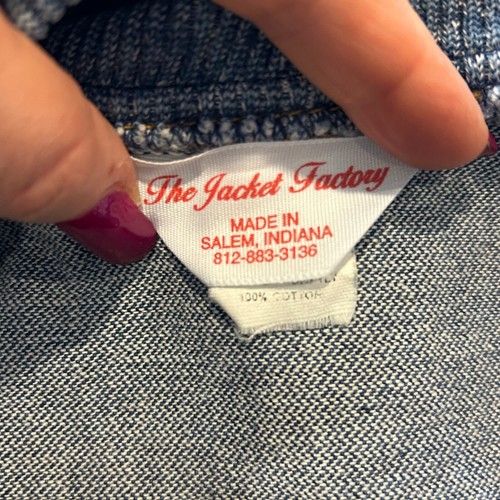 The Jacket Factory
MADE IN
SALEM, INDIANA
812-883-3136
100% COTTON